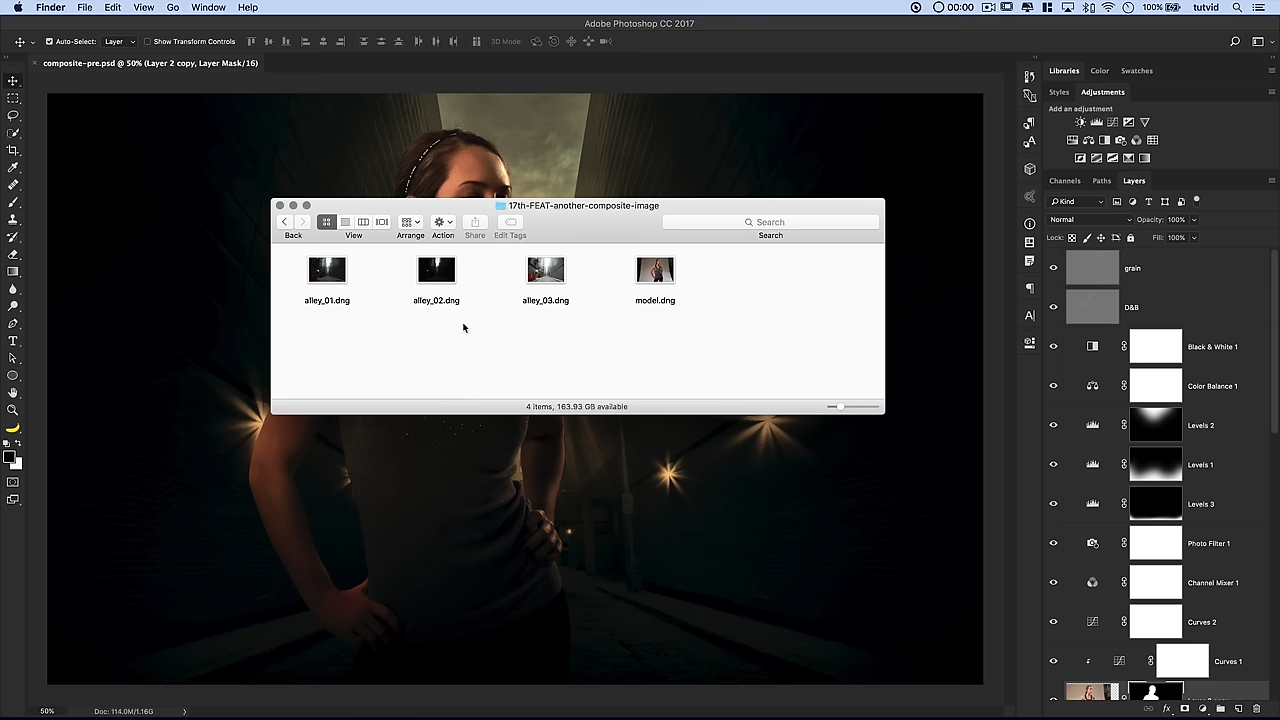 Finder File Edit View Go Window Help 00:00 100% tutvid
Adobe Photoshop CC 2017
Auto-Select: Layer Show Transform Controls 3D Mode:
composite-pre.psd @ 50% (Layer 2 copy, Layer Mask/16)
Libraries Color Swatches
Styles Adjustments
Add an adjustment
Channels Paths Layers
Kind
Normal Opacity: 100%
Lock: Fill: 100%
grain
D&B
Black & White 1
Color Balance 1
Levels 2
Levels 1
Levels 3
Photo Filter 1
Channel Mixer 1
Curves 2
Curves 1
17th-FEAT-another-composite-image
Search
Back View Arrange Action Share Edit Tags Search
alley_01.dng alley_02.dng alley_03.dng model.dng
4 items, 163.93 GB available
50% Doc: 114.0M/1.16G